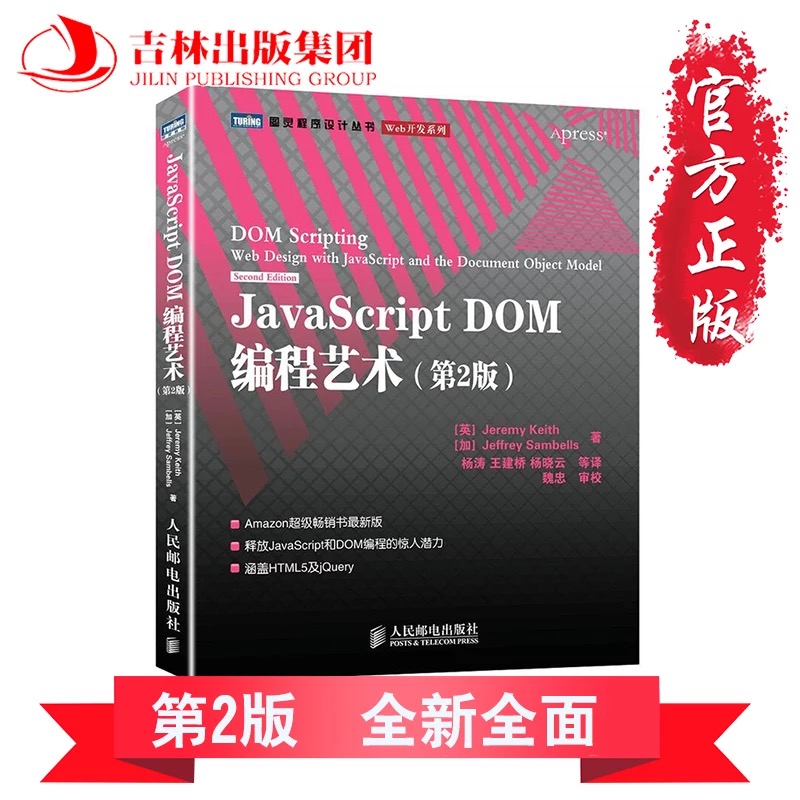 吉林出版集团
JILIN PUBLISHING GROUP
官方正版
TURING
图灵程序设计丛书
Web开发系列
Apress®
DOM Scripting
Web Design with JavaScript and the Document Object Model
Second Edition
JavaScript DOM
编程艺术(第2版)
[英] Jeremy Keith
[加] Jeffrey Sambells
著
杨涛 王建桥 杨晓云 等译
魏忠 审校
Amazon超级畅销书最新版
释放JavaScript和DOM编程的惊人潜力
涵盖HTML5及jQuery
人民邮电出版社
POSTS & TELECOM PRESS
TURING
Apress
JavaScript DOM 编程艺术
(第2版)
[英] Jeremy Keith
[加] Jeffrey Sambells
著
人民邮电出版社
第2版 全新全面